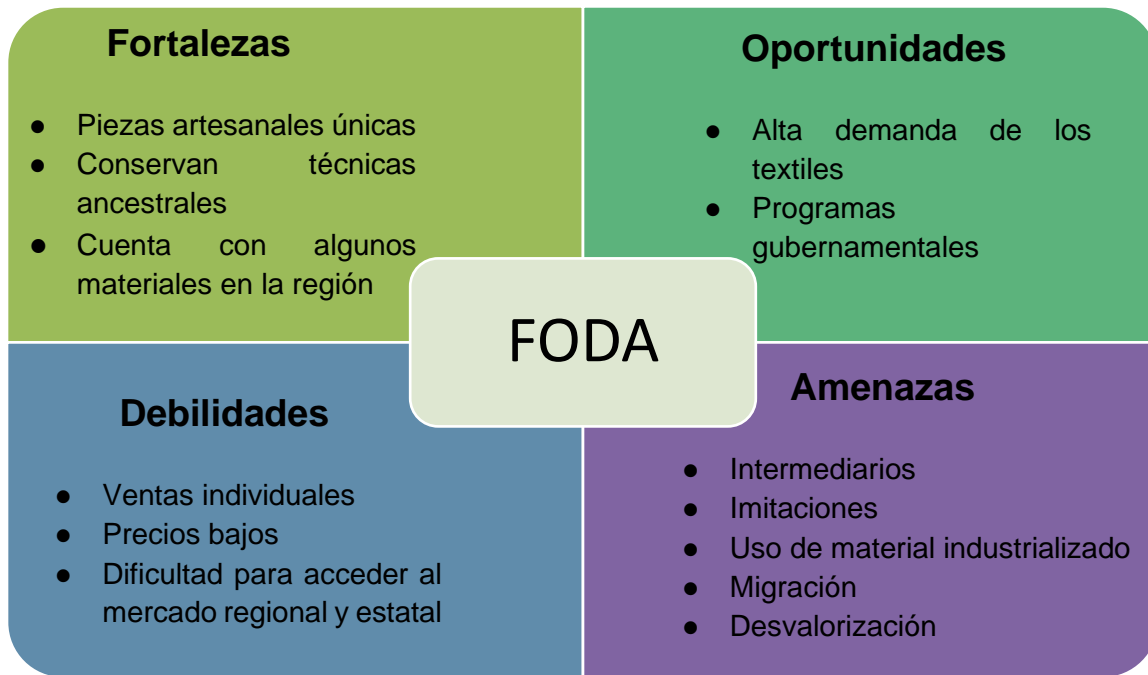 Fortalezas
● Piezas artesanales únicas
● Conservan técnicas
ancestrales
● Cuenta con algunos
materiales en la región
Oportunidades
● Alta demanda de los
textiles
● Programas
gubernamentales
FODA
Debilidades
● Ventas individuales
● Precios bajos
● Dificultad para acceder al
mercado regional y estatal
Amenazas
● Intermediarios
● Imitaciones
● Uso de material industrializado
● Migración
● Desvalorización